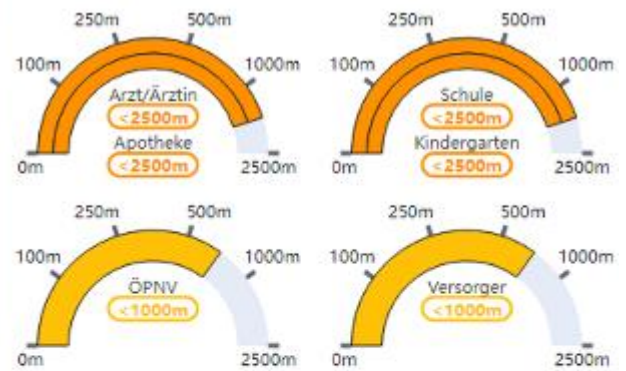 250m 500m
100m 1000m
Arzt/Ärztin
<2500m
Apotheke
<2500m
0m 2500m
250m 500m
100m 1000m
Schule
<2500m
Kindergarten
<2500m
0m 2500m
250m 500m
100m 1000m
ÖPNV
<1000m
0m 2500m
250m 500m
100m 1000m
Versorger
<1000m
0m 2500m